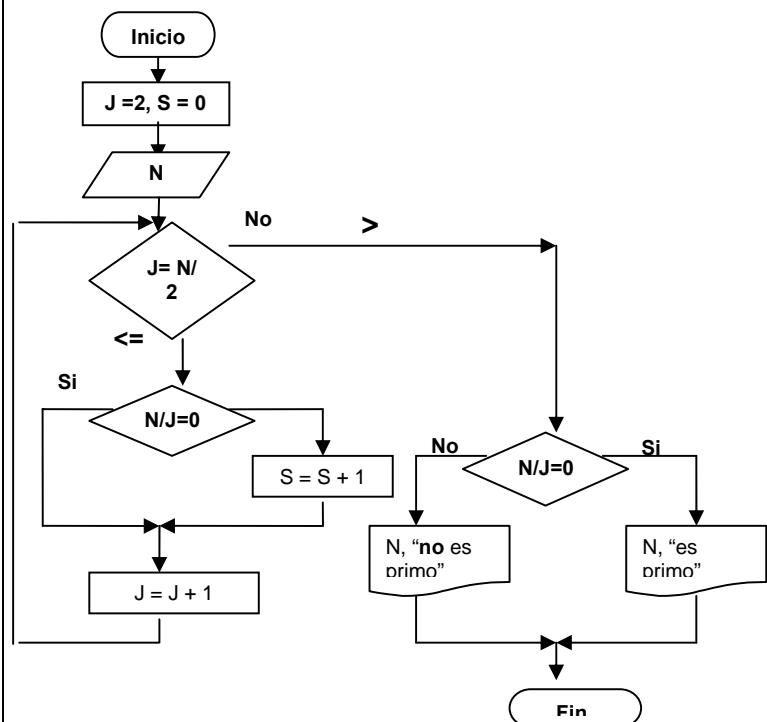 Inicio
J =2, S = 0
N
No
>
J= N/
2
<=
Si
N/J=0
S = S + 1
J = J + 1
No
N/J=0
Si
N, “no es
primo”
N, “es
primo”
Fin